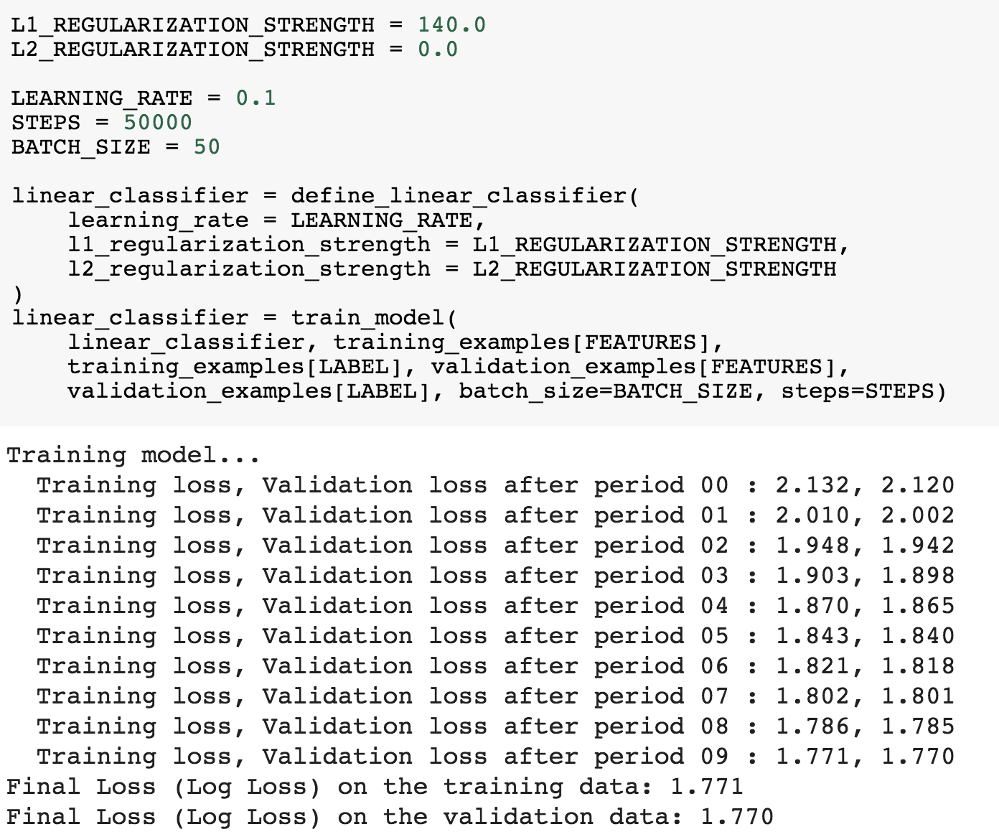 L1_REGULARIZATION_STRENGTH = 140.0
L2_REGULARIZATION_STRENGTH = 0.0

LEARNING_RATE = 0.1
STEPS = 50000
BATCH_SIZE = 50

linear_classifier = define_linear_classifier(
    learning_rate = LEARNING_RATE,
    l1_regularization_strength = L1_REGULARIZATION_STRENGTH,
    l2_regularization_strength = L2_REGULARIZATION_STRENGTH
)
linear_classifier = train_model(
    linear_classifier, training_examples[FEATURES],
    training_examples[LABEL], validation_examples[FEATURES],
    validation_examples[LABEL], batch_size=BATCH_SIZE, steps=STEPS)

Training model...
  Training loss, Validation loss after period 00 : 2.132, 2.120
  Training loss, Validation loss after period 01 : 2.010, 2.002
  Training loss, Validation loss after period 02 : 1.948, 1.942
  Training loss, Validation loss after period 03 : 1.903, 1.898
  Training loss, Validation loss after period 04 : 1.870, 1.865
  Training loss, Validation loss after period 05 : 1.843, 1.840
  Training loss, Validation loss after period 06 : 1.821, 1.818
  Training loss, Validation loss after period 07 : 1.802, 1.801
  Training loss, Validation loss after period 08 : 1.786, 1.785
  Training loss, Validation loss after period 09 : 1.771, 1.770
Final Loss (Log Loss) on the training data: 1.771
Final Loss (Log Loss) on the validation data: 1.770